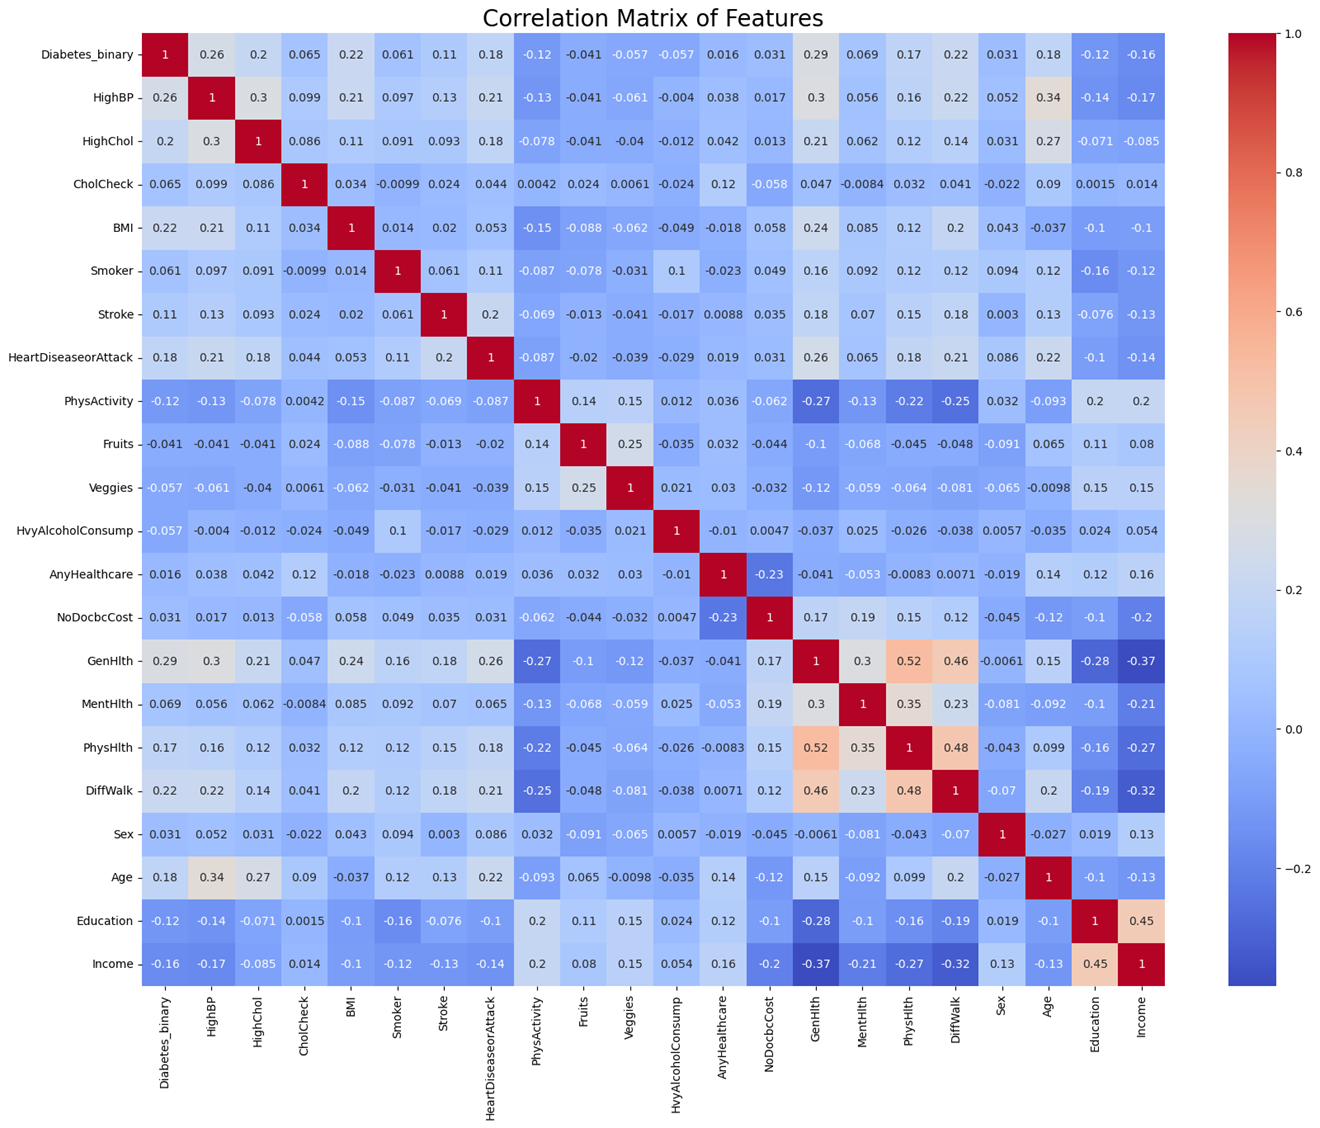 Correlation Matrix of Features
Diabetes_binary 1 0.26 0.2 0.065 0.22 0.061 0.11 0.18 -0.12 -0.041 -0.057 -0.057 0.016 0.031 0.29 0.069 0.17 0.22 0.031 0.18 -0.12 -0.16
HighBP 0.26 1 0.3 0.099 0.21 0.097 0.13 0.21 -0.13 -0.041 -0.061 -0.004 0.038 0.017 0.3 0.056 0.16 0.22 0.052 0.34 -0.14 -0.17
HighChol 0.2 0.3 1 0.086 0.11 0.091 0.093 0.18 -0.078 -0.041 -0.04 -0.012 0.042 0.013 0.21 0.062 0.12 0.14 0.031 0.27 -0.071 -0.085
CholCheck 0.065 0.099 0.086 1 0.034 -0.0099 0.024 0.044 0.0042 0.024 0.0061 -0.024 0.12 -0.058 0.047 -0.0084 0.032 0.041 -0.022 0.09 0.0015 0.014
BMI 0.22 0.21 0.11 0.034 1 0.014 0.02 0.053 -0.15 -0.088 -0.062 -0.049 -0.018 0.058 0.24 0.085 0.12 0.2 0.043 -0.037 -0.1 -0.1
Smoker 0.061 0.097 0.091 -0.0099 0.014 1 0.061 0.11 -0.087 -0.078 -0.031 0.1 -0.023 0.049 0.16 0.092 0.12 0.12 0.094 0.12 -0.16 -0.12
Stroke 0.11 0.13 0.093 0.024 0.02 0.061 1 0.2 -0.069 -0.013 -0.041 -0.017 0.0088 0.035 0.18 0.07 0.15 0.18 0.003 0.13 -0.076 -0.13
HeartDiseaseorAttack 0.18 0.21 0.18 0.044 0.053 0.11 0.2 1 -0.087 -0.02 -0.039 -0.029 0.019 0.031 0.26 0.065 0.18 0.21 0.086 0.22 -0.1 -0.14
PhysActivity -0.12 -0.13 -0.078 0.0042 -0.15 -0.087 -0.069 -0.087 1 0.14 0.15 0.012 0.036 -0.062 -0.27 -0.13 -0.22 -0.25 0.032 -0.093 0.2 0.2
Fruits -0.041 -0.041 -0.041 0.024 -0.088 -0.078 -0.013 -0.02 0.14 1 0.25 -0.035 0.032 -0.044 -0.1 -0.068 -0.045 -0.048 -0.091 0.065 0.11 0.08
Veggies -0.057 -0.061 -0.04 0.0061 -0.062 -0.031 -0.041 -0.039 0.15 0.25 1 0.021 0.03 -0.032 -0.12 -0.059 -0.064 -0.081 -0.065 -0.0098 0.15 0.15
HvyAlcoholConsump -0.057 -0.004 -0.012 -0.024 -0.049 0.1 -0.017 -0.029 0.012 -0.035 0.021 1 -0.01 0.0047 -0.037 0.025 -0.026 -0.038 0.0057 -0.035 0.024 0.054
AnyHealthcare 0.016 0.038 0.042 0.12 -0.018 -0.023 0.0088 0.019 0.036 0.032 0.03 -0.01 1 -0.23 -0.041 -0.053 -0.0083 0.0071 -0.019 0.14 0.12 0.16
NoDocbcCost 0.031 0.017 0.013 -0.058 0.058 0.049 0.035 0.031 -0.062 -0.044 -0.032 0.0047 -0.23 1 0.17 0.19 0.15 0.12 -0.045 -0.12 -0.1 -0.2
GenHlth 0.29 0.3 0.21 0.047 0.24 0.16 0.18 0.26 -0.27 -0.1 -0.12 -0.037 -0.041 0.17 1 0.3 0.52 0.46 -0.0061 0.15 -0.28 -0.37
MentHlth 0.069 0.056 0.062 -0.0084 0.085 0.092 0.07 0.065 -0.13 -0.068 -0.059 0.025 -0.053 0.19 0.3 1 0.35 0.23 -0.081 -0.092 -0.1 -0.21
PhysHlth 0.17 0.16 0.12 0.032 0.12 0.12 0.15 0.18 -0.22 -0.045 -0.064 -0.026 -0.0083 0.15 0.52 0.35 1 0.48 -0.043 0.099 -0.16 -0.27
DiffWalk 0.22 0.22 0.14 0.041 0.2 0.12 0.18 0.21 -0.25 -0.048 -0.081 -0.038 0.0071 0.12 0.46 0.23 0.48 1 -0.07 0.2 -0.19 -0.32
Sex 0.031 0.052 0.031 -0.022 0.043 0.094 0.003 0.086 0.032 -0.091 -0.065 0.0057 -0.019 -0.045 -0.0061 -0.081 -0.043 -0.07 1 -0.027 0.019 0.13
Age 0.18 0.34 0.27 0.09 -0.037 0.12 0.13 0.22 -0.093 0.065 -0.0098 -0.035 0.14 -0.12 0.15 -0.092 0.099 0.2 -0.027 1 -0.1 -0.13
Education -0.12 -0.14 -0.071 0.0015 -0.1 -0.16 -0.076 -0.1 0.2 0.11 0.15 0.024 0.12 -0.1 -0.28 -0.1 -0.16 -0.19 0.019 -0.1 1 0.45
Income -0.16 -0.17 -0.085 0.014 -0.1 -0.12 -0.13 -0.14 0.2 0.08 0.15 0.054 0.16 -0.2 -0.37 -0.21 -0.27 -0.32 0.13 -0.13 0.45 1
Diabetes_binary
HighBP
HighChol
CholCheck
BMI
Smoker
Stroke
HeartDiseaseorAttack
PhysActivity
Fruits
Veggies
HvyAlcoholConsump
AnyHealthcare
NoDocbcCost
GenHlth
MentHlth
PhysHlth
DiffWalk
Sex
Age
Education
Income
1.0
0.8
0.6
0.4
0.2
0.0
−0.2